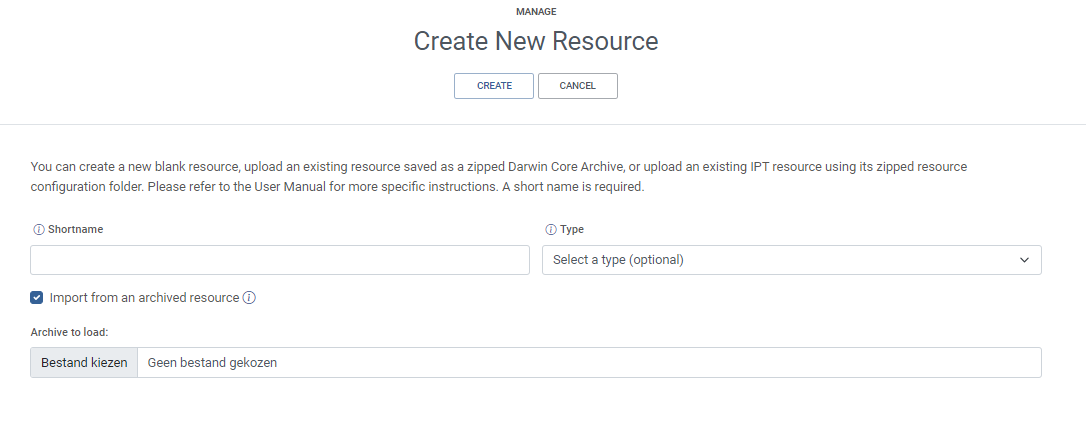 MANAGE
Create New Resource
CREATE CANCEL
You can create a new blank resource, upload an existing resource saved as a zipped Darwin Core Archive, or upload an existing IPT resource using its zipped resource
configuration folder. Please refer to the User Manual for more specific instructions. A short name is required.
Shortname Type
Select a type (optional)
Import from an archived resource
Archive to load:
Bestand kiezen Geen bestand gekozen